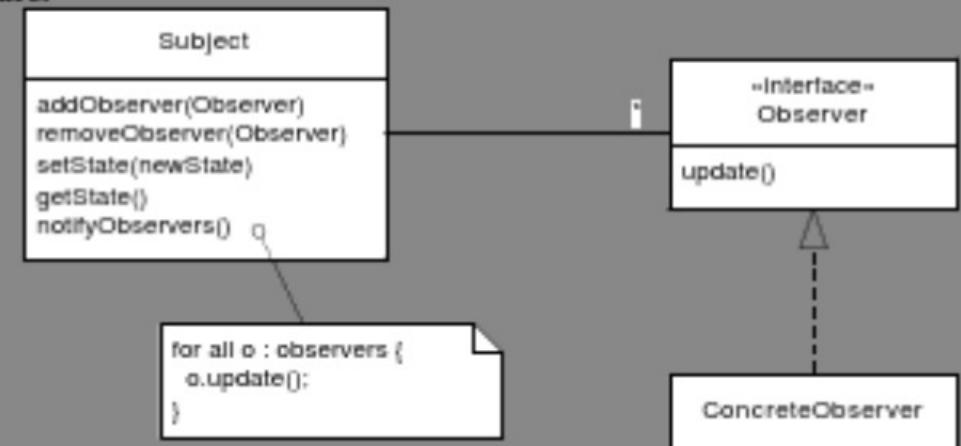 Subject
addObserver(Observer)
removeObserver(Observer)
setState(newState)
getState()
notifyObservers()
*
«Interface»
Observer
update()
for all o : observers {
o.update();
}
ConcreteObserver